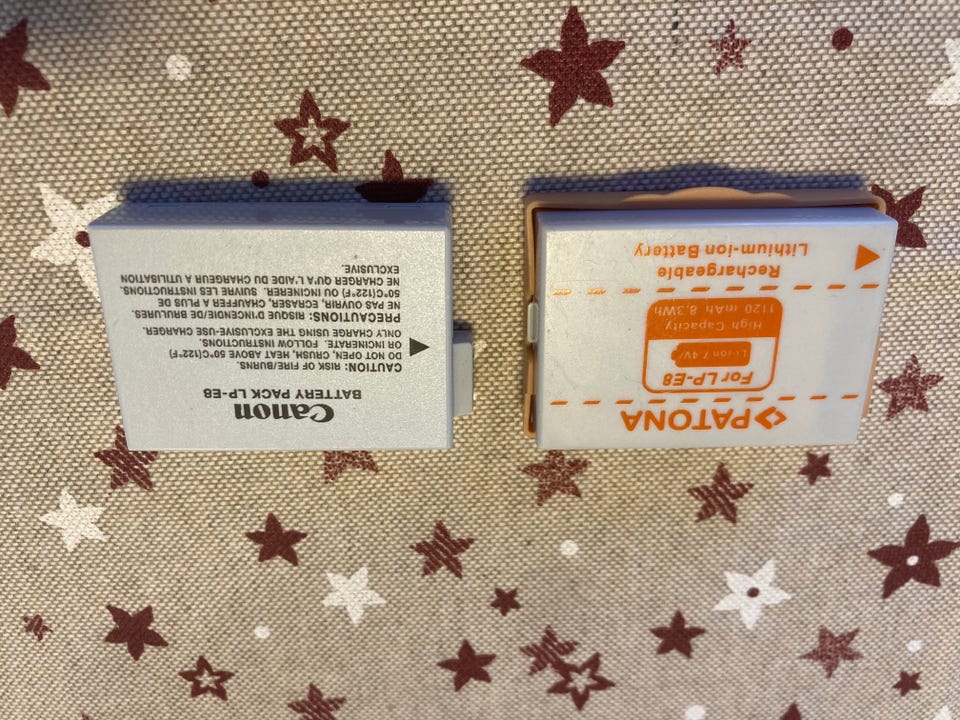 Canon
BATTERY PACK LP-E8
CAUTION: RISK OF FIRE/BURNS.
DO NOT OPEN, CRUSH, HEAT ABOVE 50°C(122°F)
OR INCINERATE. FOLLOW INSTRUCTIONS.
ONLY CHARGE USING THE EXCLUSIVE-USE CHARGER.
PRÉCAUTIONS: RISQUE D'INCENDIE/DE BRULURES.
NE PAS OUVRIR, ECRASER, CHAUFFER A PLUS DE
50°C(122°F) OU INCINERER. SUIVRE LES INSTRUCTIONS.
NE CHARGER QU'A L'AIDE DU CHARGEUR A UTILISATION
EXCLUSIVE.
PATONA
For LP-E8
Li-ion 7.4V
High Capacity
1120 mAh 8,3Wh
Rechargeable
Lithium-ion Battery